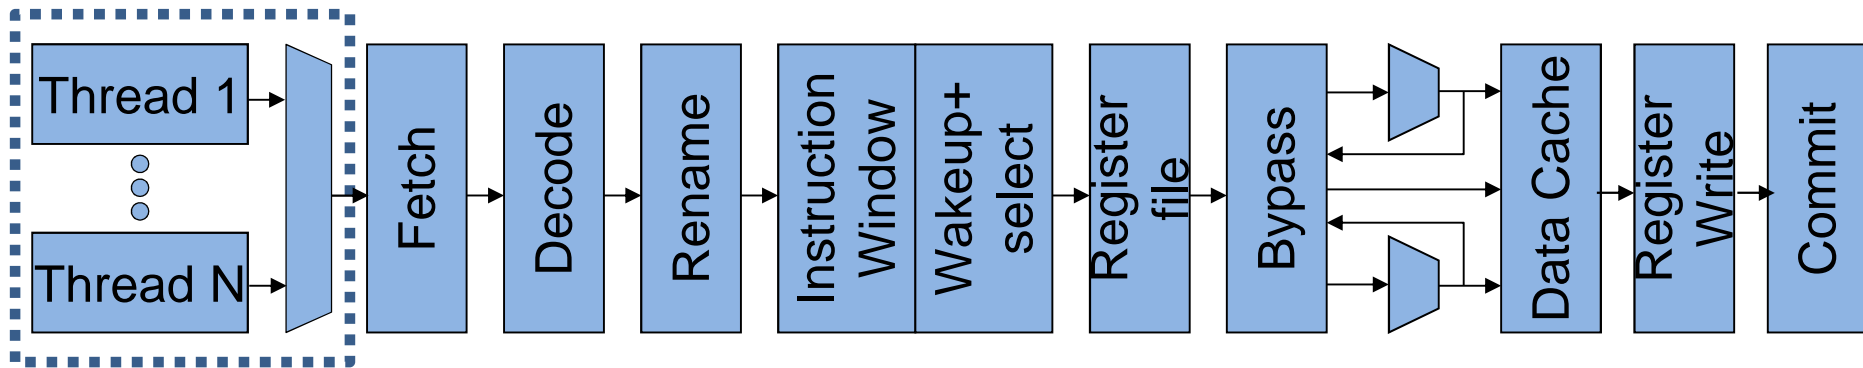 Thread 1
Thread N
Fetch
Decode
Rename
Instruction
Window
Wakeup+
select
Register
file
Bypass
Data Cache
Register
Write
Commit